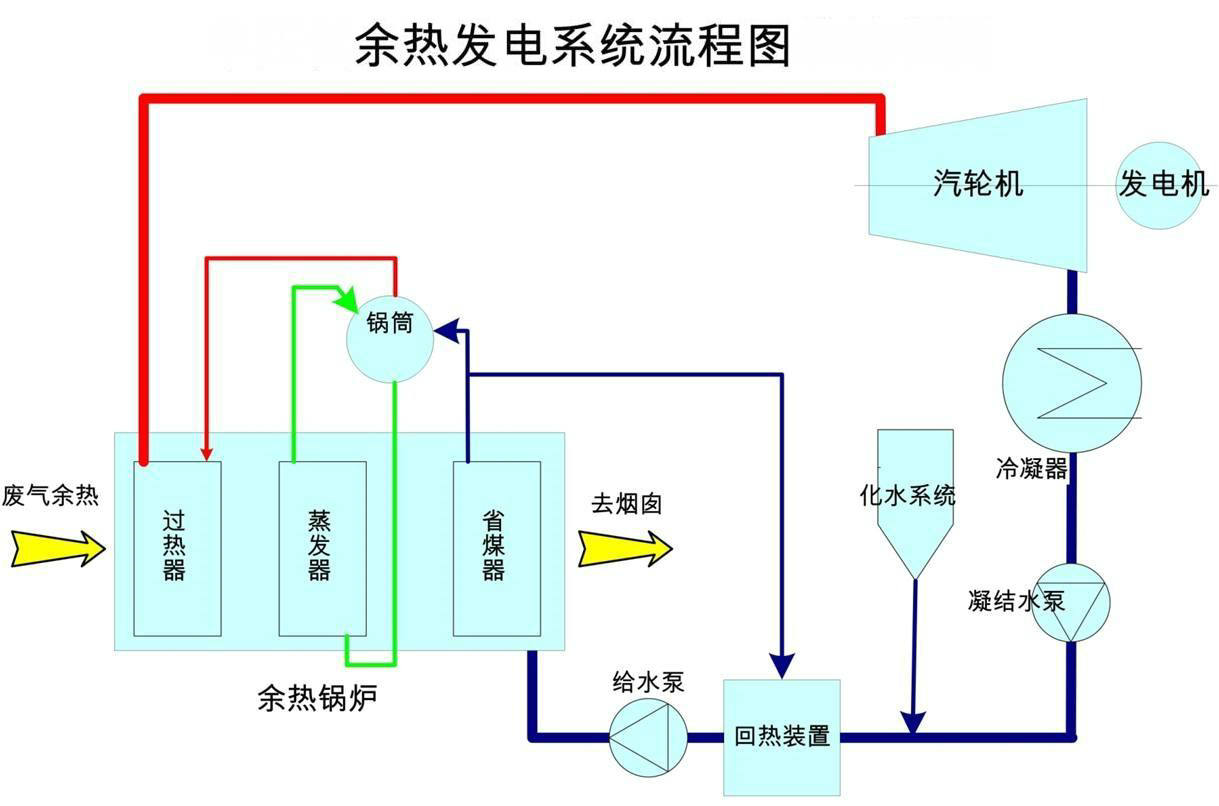 余热发电系统流程图
汽轮机
发电机
锅筒
冷凝器
废气余热
过热器
蒸发器
省煤器
去烟囱
化水系统
凝结水泵
余热锅炉
给水泵
回热装置